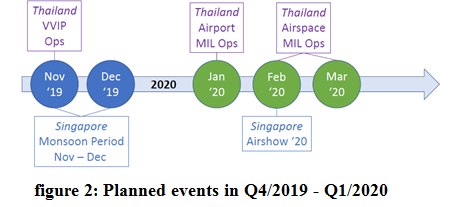 Thailand
VVIP
Ops
Thailand
Airport
MIL Ops
Thailand
Airspace
MIL Ops
Nov
‘19
Dec
‘19
2020
Jan
‘20
Feb
‘20
Mar
‘20
Singapore
Monsoon Period
Nov – Dec
Singapore
Airshow ‘20
figure 2: Planned events in Q4/2019 - Q1/2020